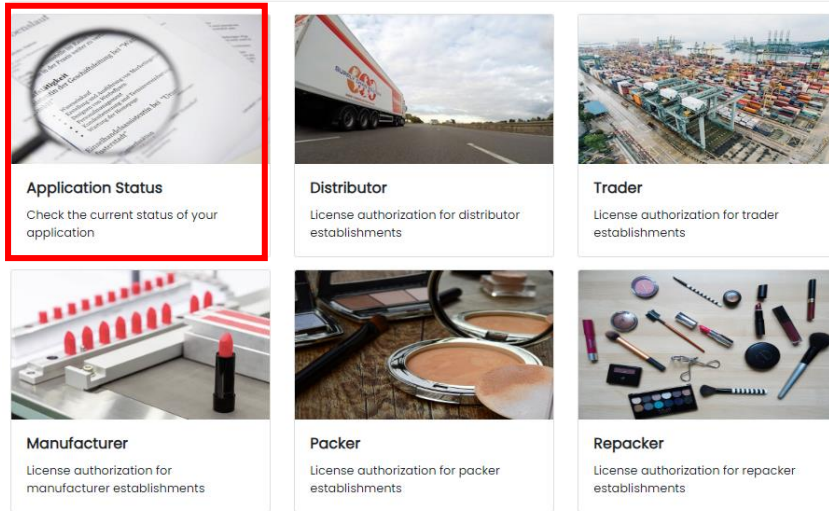 Application Status
Check the current status of your
application
Distributor
License authorization for distributor
establishments
Trader
License authorization for trader
establishments
Manufacturer
License authorization for
manufacturer establishments
Packer
License authorization for packer
establishments
Repacker
License authorization for repacker
establishments